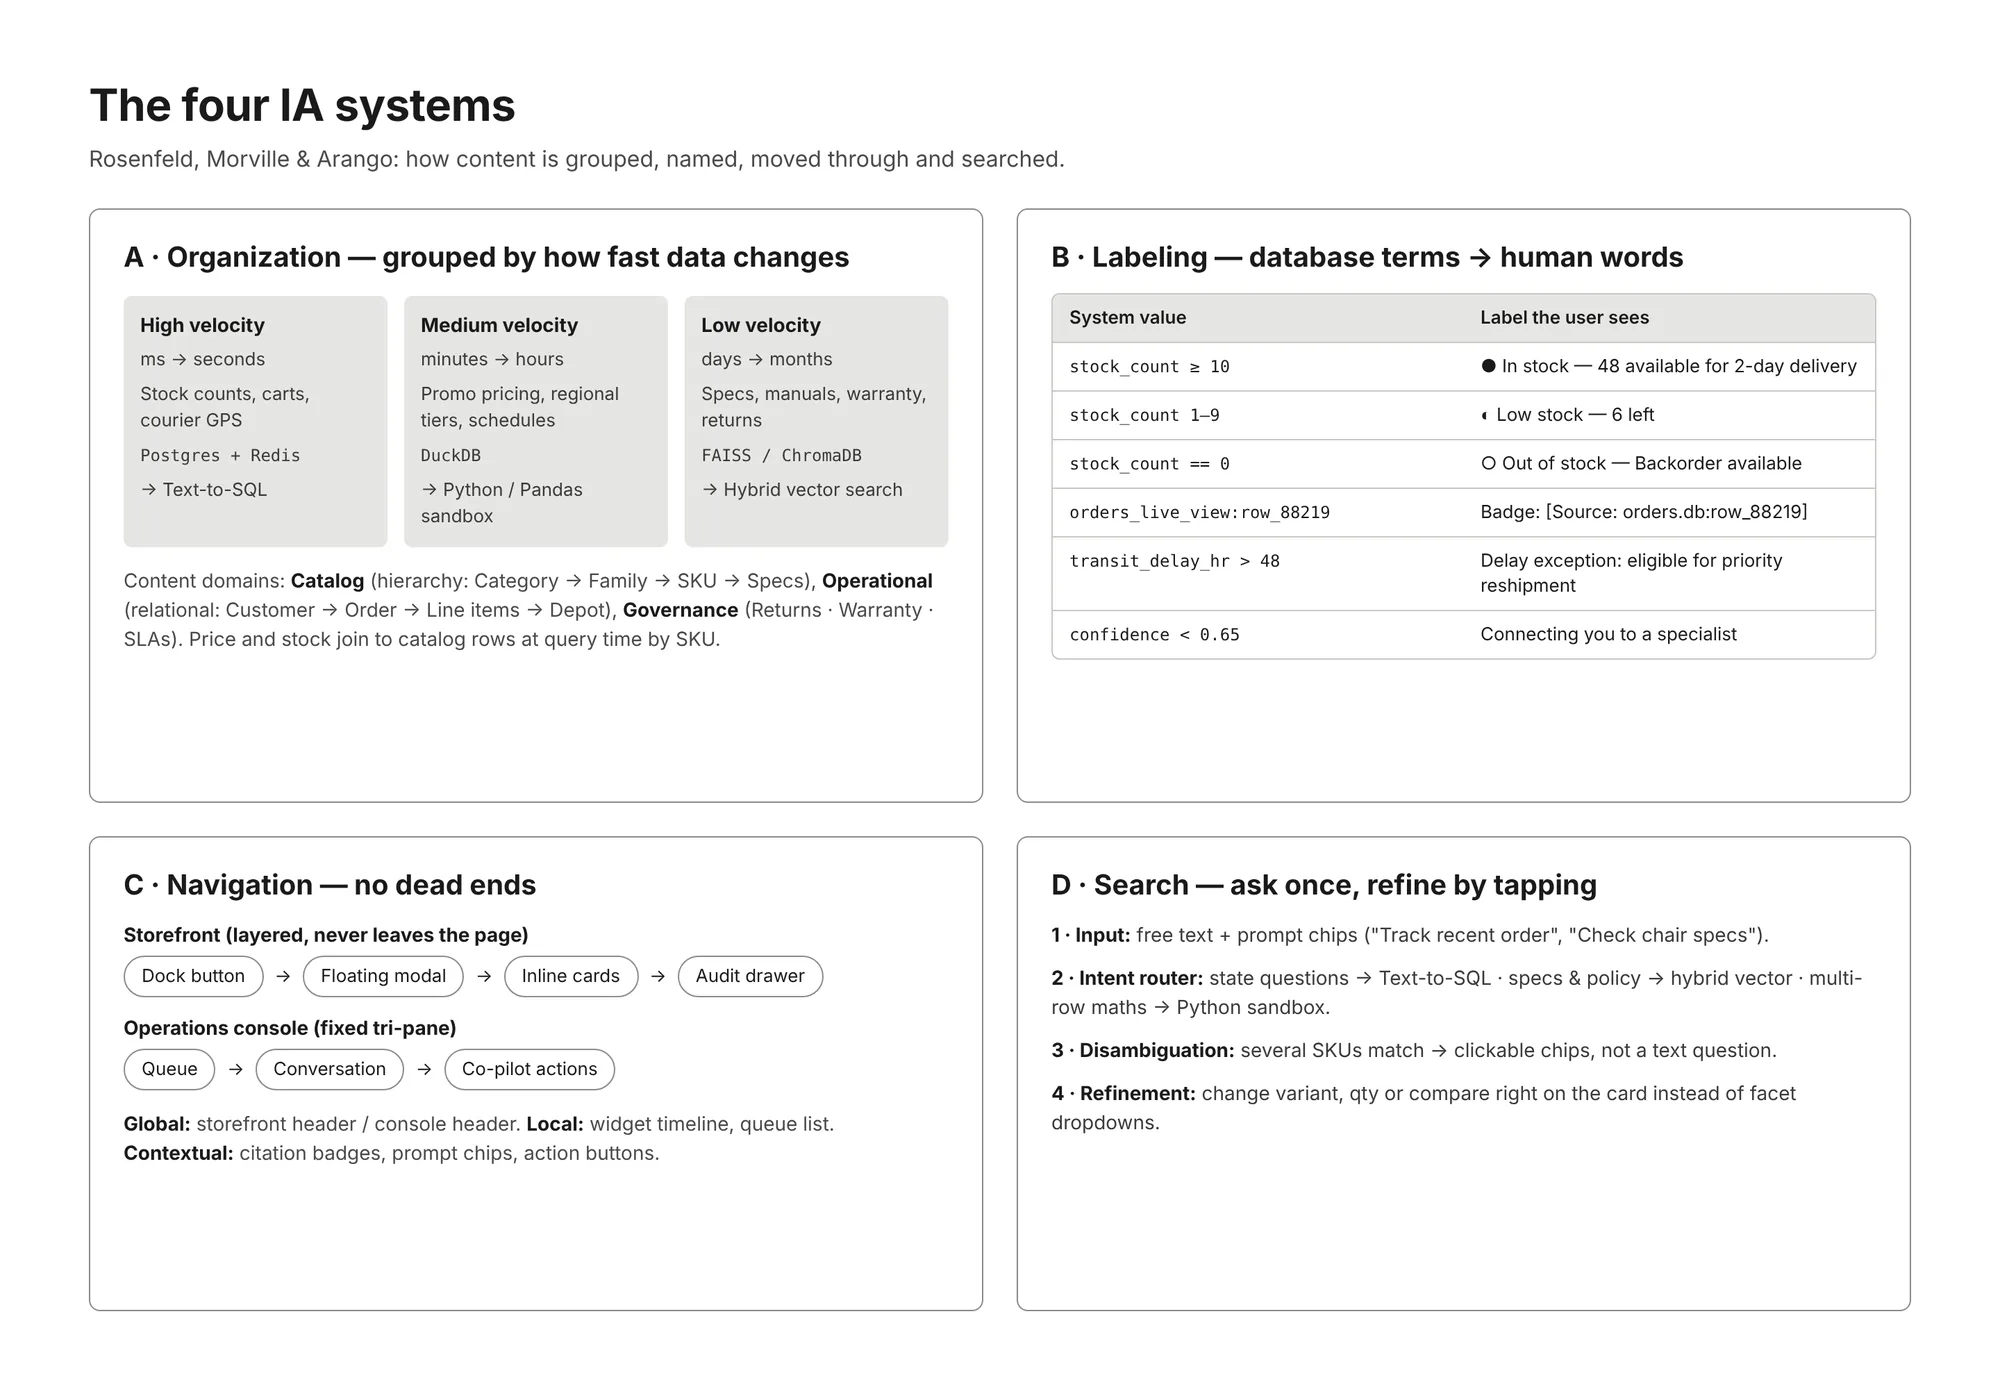 The four IA systems
Rosenfeld, Morville & Arango: how content is grouped, named, moved through and searched.
A · Organization — grouped by how fast data changes
High velocity
ms → seconds
Stock counts, carts,
courier GPS
Postgres + Redis
→ Text-to-SQL
Medium velocity
minutes → hours
Promo pricing, regional
tiers, schedules
DuckDB
→ Python / Pandas
sandbox
Low velocity
days → months
Specs, manuals, warranty,
returns
FAISS / ChromaDB
→ Hybrid vector search
Content domains: Catalog (hierarchy: Category → Family → SKU → Specs), Operational
(relational: Customer → Order → Line items → Depot), Governance (Returns · Warranty ·
SLAs). Price and stock join to catalog rows at query time by SKU.
B · Labeling — database terms → human words
System value Label the user sees
stock_count ≥ 10 ● In stock — 48 available for 2-day delivery
stock_count 1–9 ◖ Low stock — 6 left
stock_count == 0 ○ Out of stock — Backorder available
orders_live_view:row_88219 Badge: [Source: orders.db:row_88219]
transit_delay_hr > 48 Delay exception: eligible for priority
reshipment
confidence < 0.65 Connecting you to a specialist
C · Navigation — no dead ends
Storefront (layered, never leaves the page)
Dock button → Floating modal → Inline cards → Audit drawer
Operations console (fixed tri-pane)
Queue → Conversation → Co-pilot actions
Global: storefront header / console header. Local: widget timeline, queue list.
Contextual: citation badges, prompt chips, action buttons.
D · Search — ask once, refine by tapping
1 · Input: free text + prompt chips ("Track recent order", "Check chair specs").
2 · Intent router: state questions → Text-to-SQL · specs & policy → hybrid vector · multi-
row maths → Python sandbox.
3 · Disambiguation: several SKUs match → clickable chips, not a text question.
4 · Refinement: change variant, qty or compare right on the card instead of facet
dropdowns.